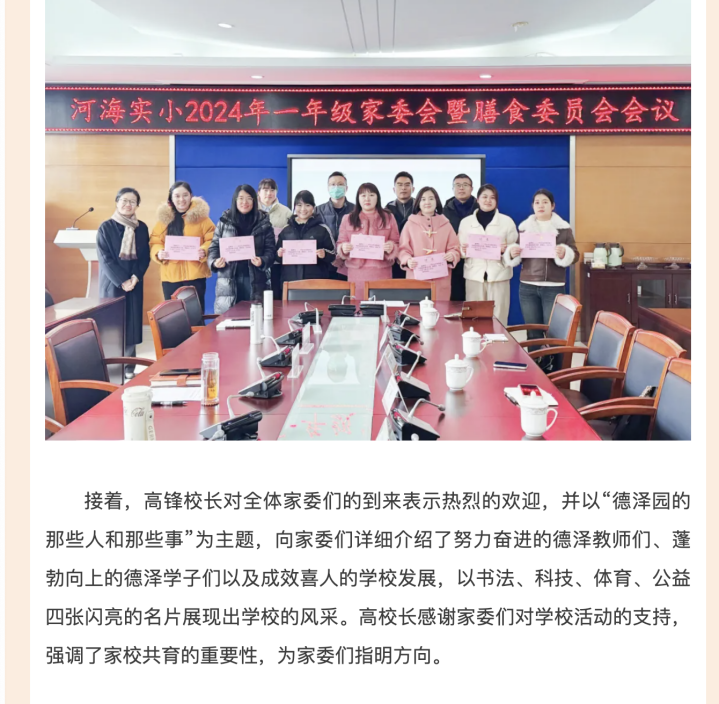 河海实小2024年一年级家委会暨膳食委员会会议
接着，高锋校长对全体家委们的到来表示热烈的欢迎，并以“德泽园的
那些人和那些事”为主题，向家委们详细介绍了努力奋进的德泽教师们、蓬
勃向上的德泽学子们以及成效喜人的学校发展，以书法、科技、体育、公益
四张闪亮的名片展现出学校的风采。高校长感谢家委们对学校活动的支持，
强调了家校共育的重要性，为家委们指明方向。